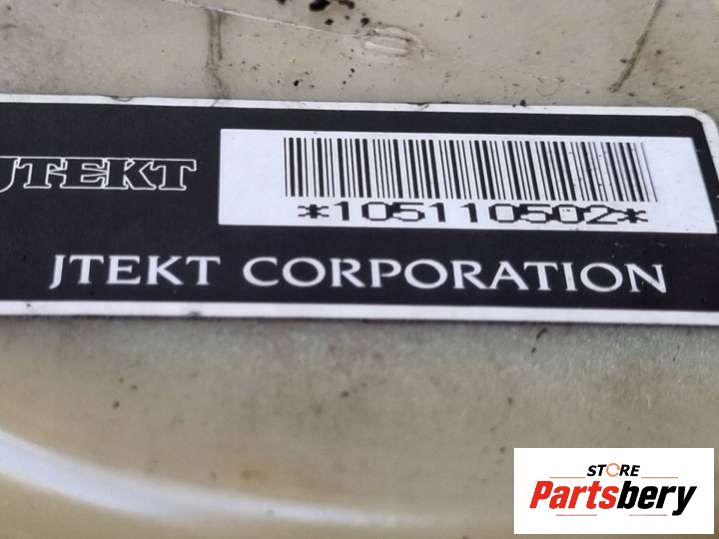 JTEKT
*105110502*
JTEKT CORPORATION
STORE
Partsbery